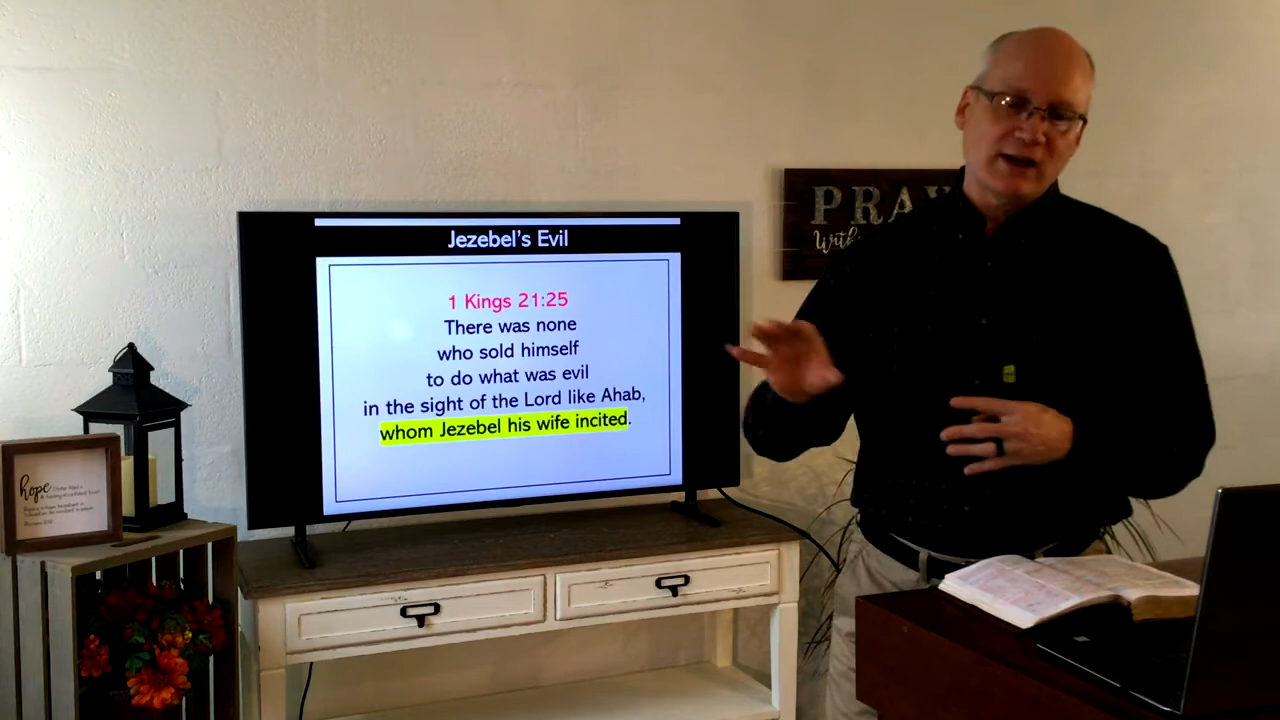 Jezebel's Evil
1 Kings 21:25
There was none
who sold himself
to do what was evil
in the sight of the Lord like Ahab,
whom Jezebel his wife incited.
PRAY
hope